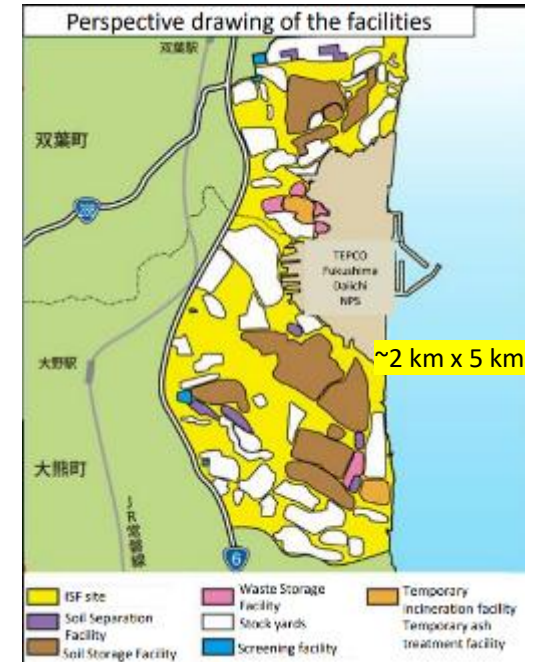 Perspective drawing of the facilities
双葉駅
双葉町
288
TEPCO
Fukushima
Daiichi
NPS
~2 km x 5 km
大野駅
大熊町
JR常磐線
6
ISF site
Soil Separation
Facility
Soil Storage Facility
Waste Storage
Facility
Stock yards
Screening facility
Temporary
incineration facility
Temporary ash
treatment facility